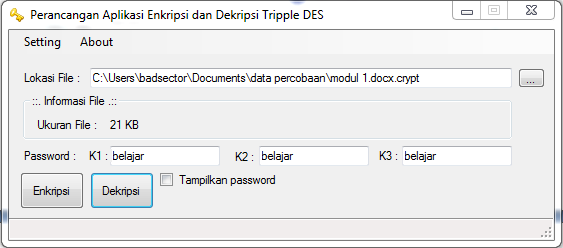 Perancangan Aplikasi Enkripsi dan Dekripsi Tripple DES
Setting About
Lokasi File : C:\Users\badsector\Documents\data percobaan\modul 1.docx.crypt ...
.:: Informasi File ::.
Ukuran File : 21 KB
Password : K1 : belajar K2 : belajar K3 : belajar
Enkripsi Dekripsi Tampilkan password